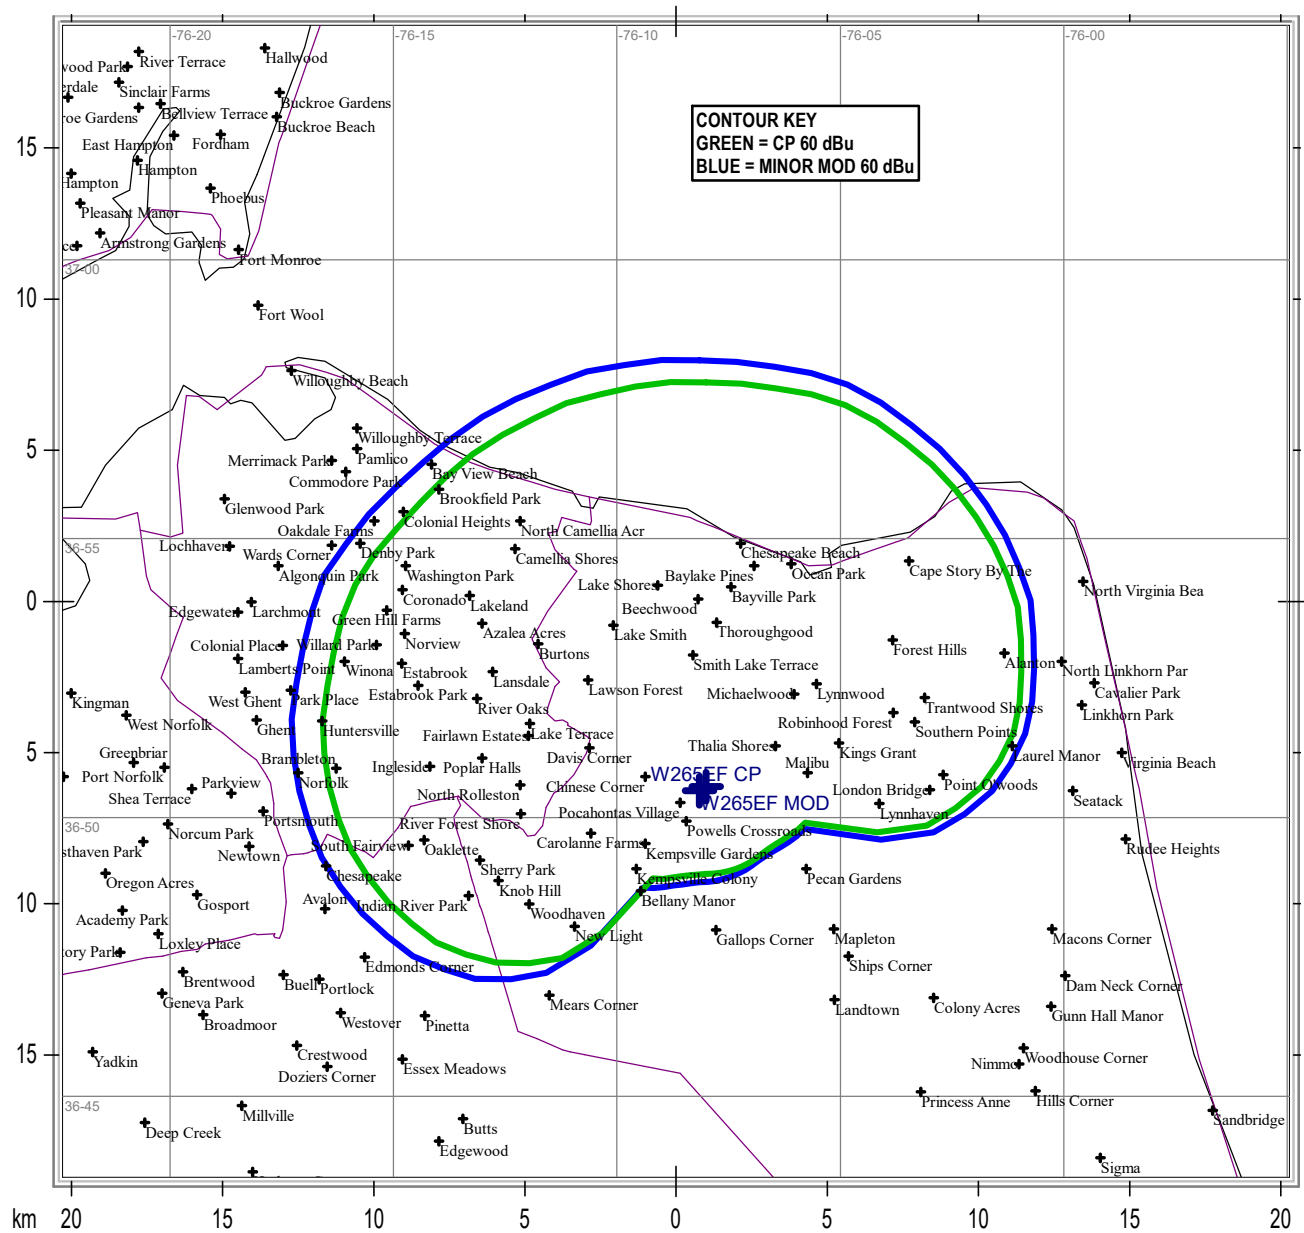 -76-20
-76-15
-76-10
-76-05
-76-00
River Terrace
Hallwood
wood Park
erdale
Sinclair Farms
Buckroe Gardens
roe Gardens
Bellview Terrace
Buckroe Beach
CONTOUR KEY
GREEN = CP 60 dBu
BLUE = MINOR MOD 60 dBu
East Hampton
Fordham
15
Hampton
Hampton
Phoebus
Pleasant Manor
Armstrong Gardens
Fort Monroe
37-00
10
Fort Wool
Willoughby Beach
Willoughby Terrace
5
Pamlico
Merrimack Park
Bay View Beach
Commodore Park
Brookfield Park
Glenwood Park
Colonial Heights
Oakdale Farms
North Camellia Acr
36-55
Lochhaven
Wards Corner
Denby Park
Camellia Shores
Chesapeake Beach
Algonquin Park
Washington Park
Lake Shores
Baylake Pines
Ocean Park
Cape Story By The
North Virginia Bea
0
Coronado
Lakeland
Beechwood
Bayville Park
Edgewater
Larchmont
Green Hill Farms
Azalea Acres
Lake Smith
Thoroughgood
Colonial Place
Willard Park
Norview
Burtons
Forest Hills
Lamberts Point
Winona
Estabrook
Smith Lake Terrace
Alanton
North Linkhorn Par
Lansdale
Lawson Forest
Michaelwood
Lynnwood
Cavalier Park
Kingman
West Ghent
Park Place
Estabrook Park
River Oaks
Trantwood Shores
Linkhorn Park
West Norfolk
Ghent
Huntersville
Fairlawn Estates
Lake Terrace
Robinhood Forest
Southern Points
5
Greenbriar
Brambleton
Davis Corner
Thalia Shores
Kings Grant
Laurel Manor
Virginia Beach
Port Norfolk
Parkview
Norfolk
Ingleside
Poplar Halls
Chinese Corner
W265EF CP
Malibu
London Bridge
Point O'woods
Shea Terrace
North Rolleston
W265EF MOD
Seatack
Portsmouth
Pocahontas Village
Lynnhaven
36-50
Norcum Park
River Forest Shore
Powells Crossroads
sthaven Park
Newtown
South Fairview
Oaklette
Carolanne Farms
Kempsville Gardens
Rudee Heights
Oregon Acres
Chesapeake
Sherry Park
Kempsville Colony
Pecan Gardens
10
Gosport
Avalon
Indian River Park
Knob Hill
Bellany Manor
Academy Park
Woodhaven
Loxley Place
New Light
Gallops Corner
Mapleton
Macons Corner
tory Park
Edmonds Corner
Ships Corner
Brentwood
Buell
Portlock
Dam Neck Corner
Geneva Park
Mears Corner
Landtown
Colony Acres
Gunn Hall Manor
Broadmoor
Westover
Pinetta
15
Yadkin
Crestwood
Essex Meadows
Nimmo
Woodhouse Corner
Doziers Corner
36-45
Millville
Princess Anne
Hills Corner
Deep Creek
Butts
Sandbridge
Edgewood
Sigma
km 20 15 10 5 0 5 10 15 20